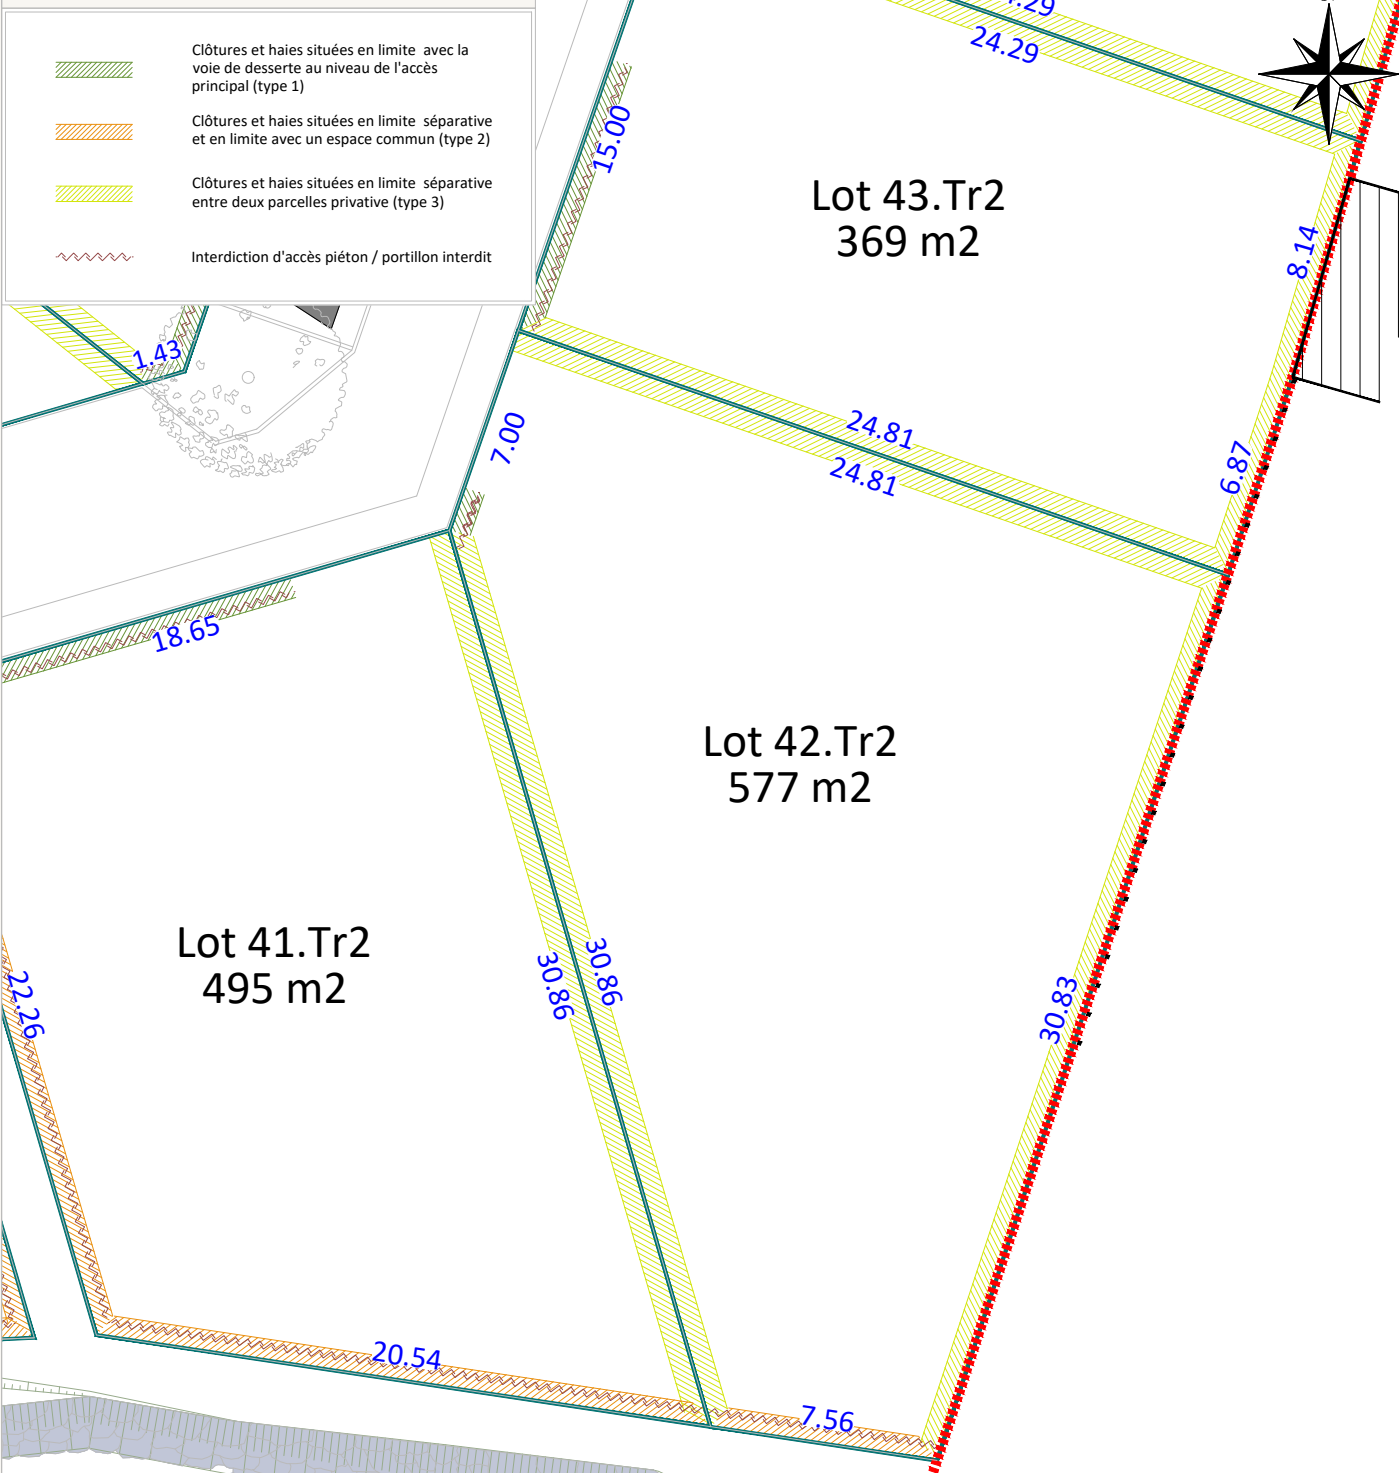 Clôtures et haies situées en limite avec la
voie de desserte au niveau de l'accès
principal (type 1)
Clôtures et haies situées en limite séparative
et en limite avec un espace commun (type 2)
Clôtures et haies situées en limite séparative
entre deux parcelles privative (type 3)
Interdiction d'accès piéton / portillon interdit
24.29
15.00
Lot 43.Tr2
369 m2
8.14
1.43
7.00
24.81
24.81
6.87
18.65
Lot 42.Tr2
577 m2
Lot 41.Tr2
495 m2
22.26
30.86
30.86
30.83
20.54
7.56